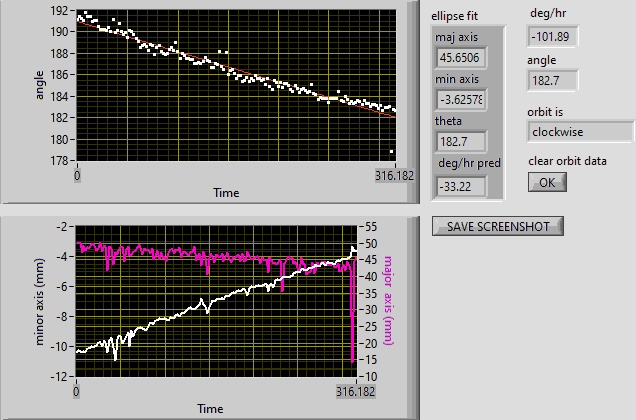 192
190
188
186
184
182
180
178
angle
0
316.182
Time
ellipse fit
maj axis
45.6506
min axis
-3.62578
theta
182.7
deg/hr pred
-33.22
deg/hr
-101.89
angle
182.7
orbit is
clockwise
clear orbit data
OK
SAVE SCREENSHOT
-2
-4
-6
-8
-10
-12
minor axis (mm)
55
50
45
40
35
30
25
20
15
10
major axis (mm)
0
316.182
Time